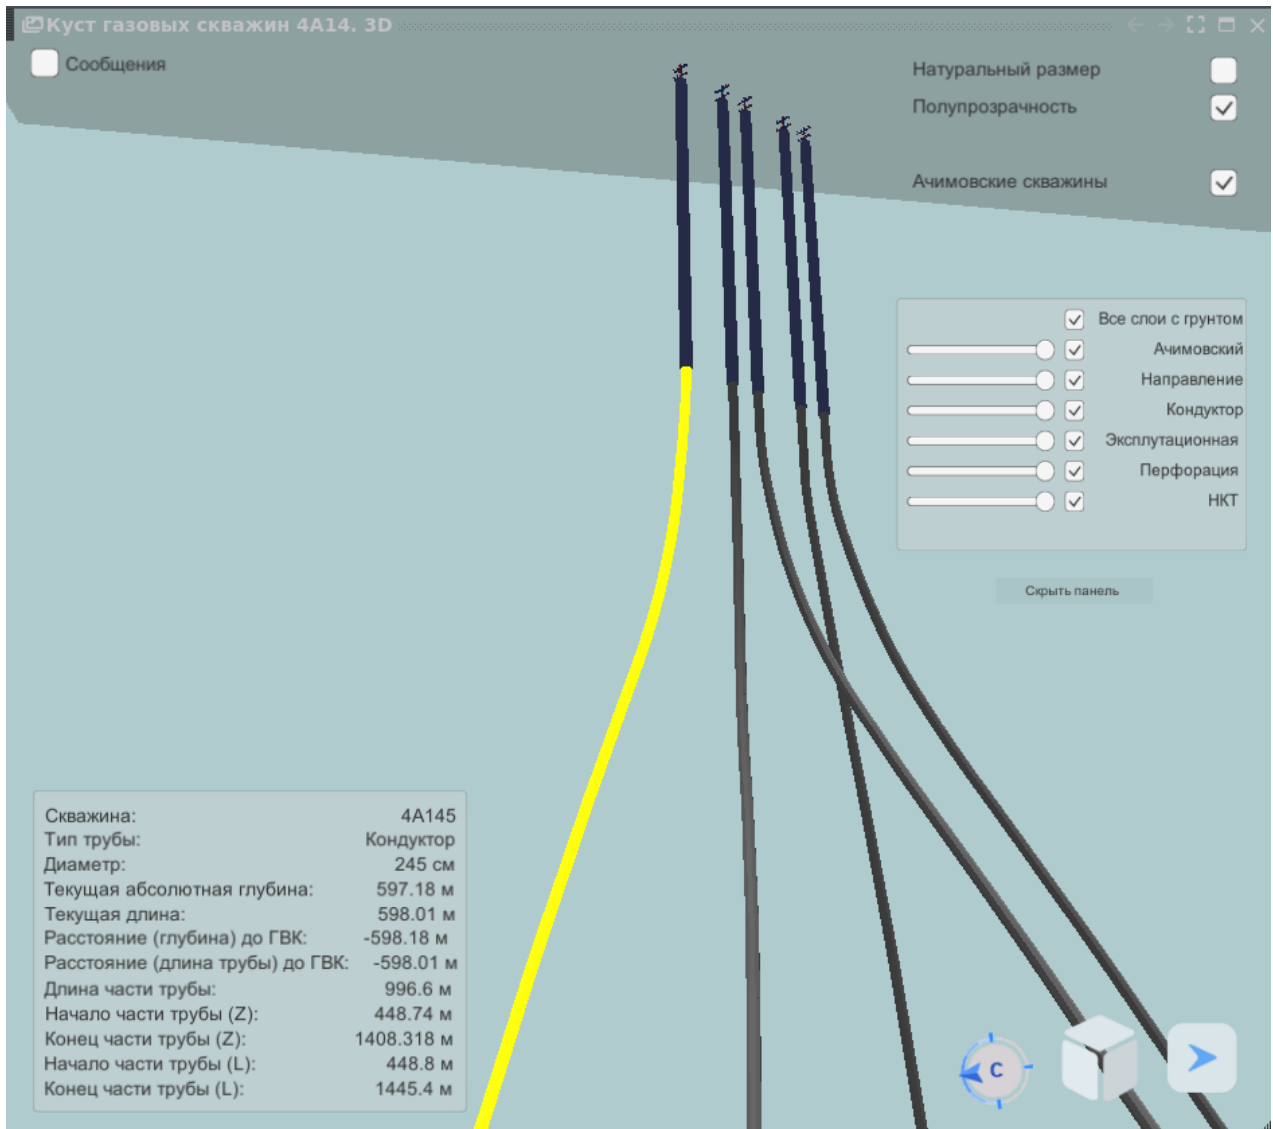 Куст газовых скважин 4А14. 3D
Сообщения
Натуральный размер
Полупрозрачность
Ачимовские скважины
Все слои с грунтом
Ачимовский
Направление
Кондуктор
Эксплутационная
Перфорация
НКТ
Скрыть панель
Скважина: 4А145
Тип трубы: Кондуктор
Диаметр: 245 см
Текущая абсолютная глубина: 597.18 м
Текущая длина: 598.01 м
Расстояние (глубина) до ГВК: -598.18 м
Расстояние (длина трубы) до ГВК: -598.01 м
Длина части трубы: 996.6 м
Начало части трубы (Z): 448.74 м
Конец части трубы (Z): 1408.318 м
Начало части трубы (L): 448.8 м
Конец части трубы (L): 1445.4 м
С